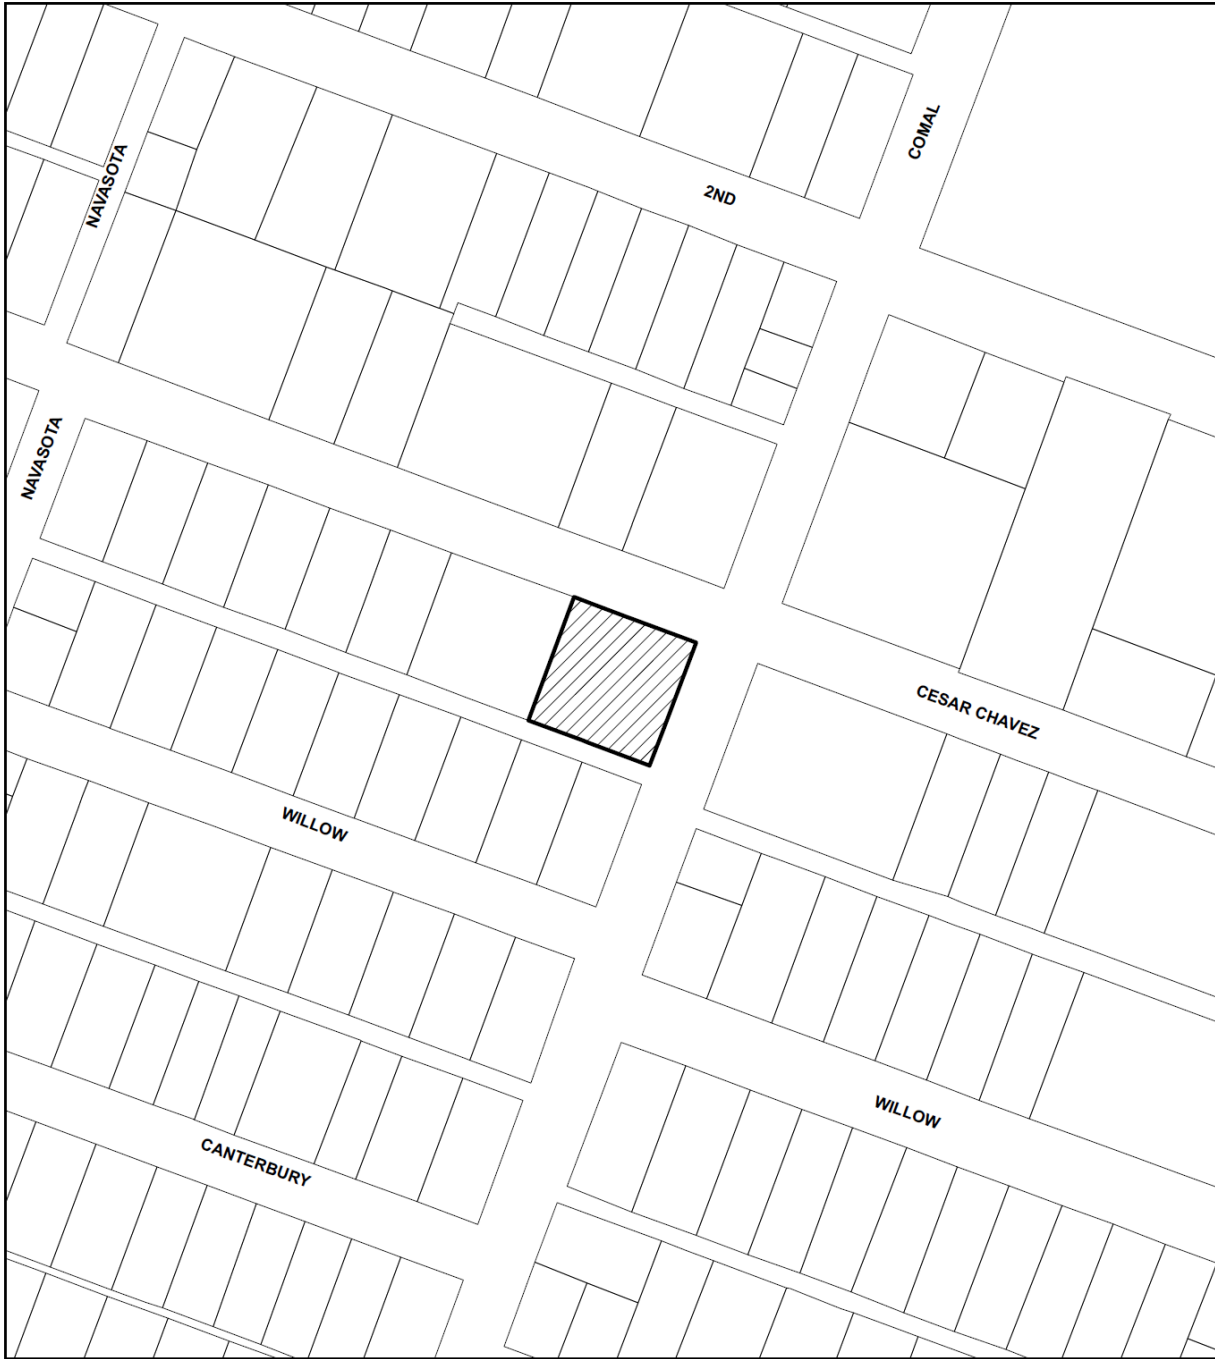 COMAL
NAVASOTA
2ND
NAVASOTA
CESAR CHAVEZ
WILLOW
WILLOW
CANTERBURY